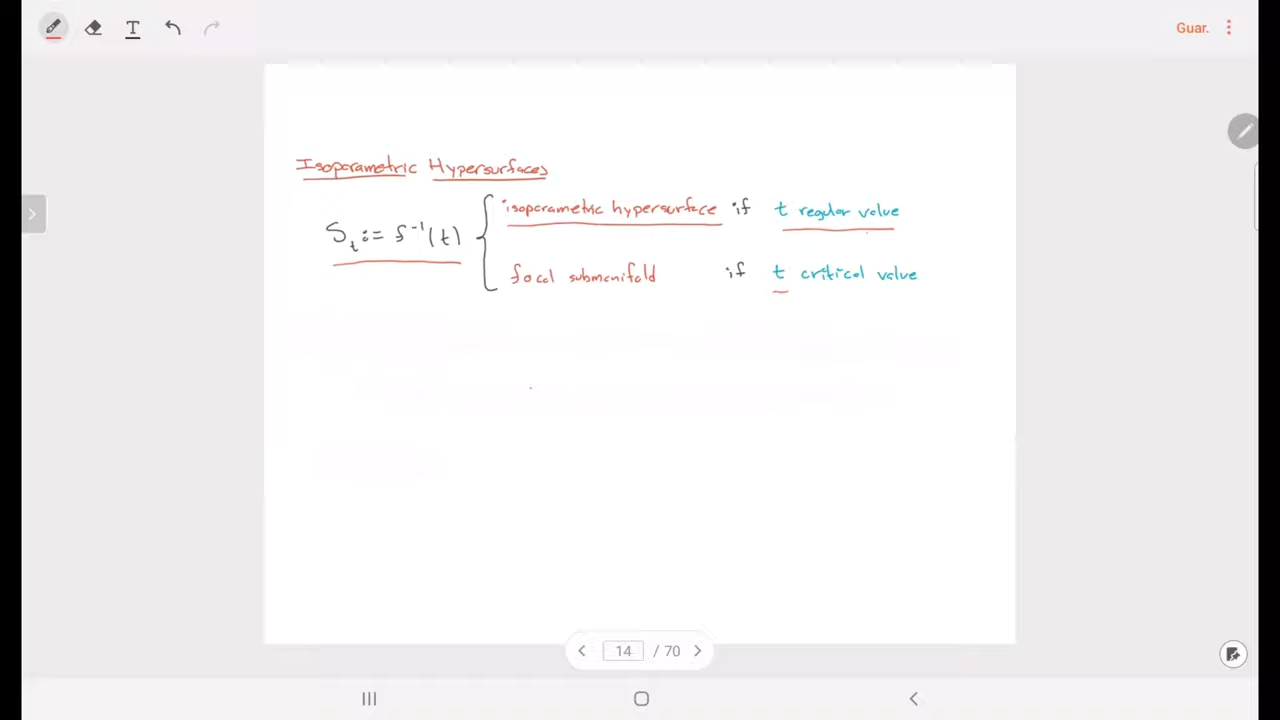 Guar.
Isoparametric Hypersurfaces
isoparametric hypersurface if t regular value
S_t := f^-1(t)
focal submanifold if t critical value
14 / 70